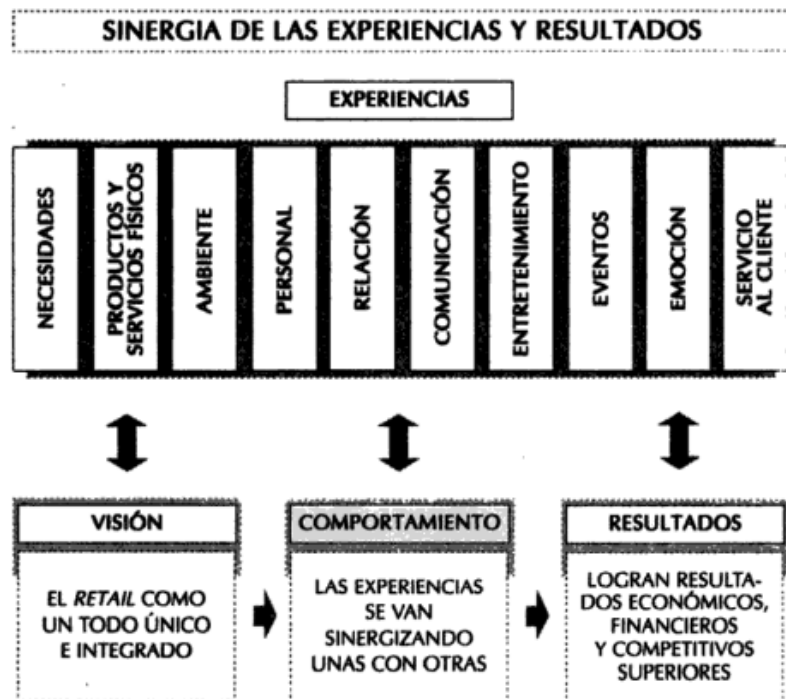 SINERGIA DE LAS EXPERIENCIAS Y RESULTADOS
EXPERIENCIAS
NECESIDADES
PRODUCTOS Y
SERVICIOS FÍSICOS
AMBIENTE
PERSONAL
RELACIÓN
COMUNICACIÓN
ENTRETENIMIENTO
EVENTOS
EMOCIÓN
SERVICIO
AL CLIENTE
VISIÓN
EL RETAIL COMO
UN TODO ÚNICO
E INTEGRADO
COMPORTAMIENTO
LAS EXPERIENCIAS
SE VAN
SINERGIZANDO
UNAS CON OTRAS
RESULTADOS
LOGRAN RESULTA-
DOS ECONÓMICOS,
FINANCIEROS
Y COMPETITIVOS
SUPERIORES